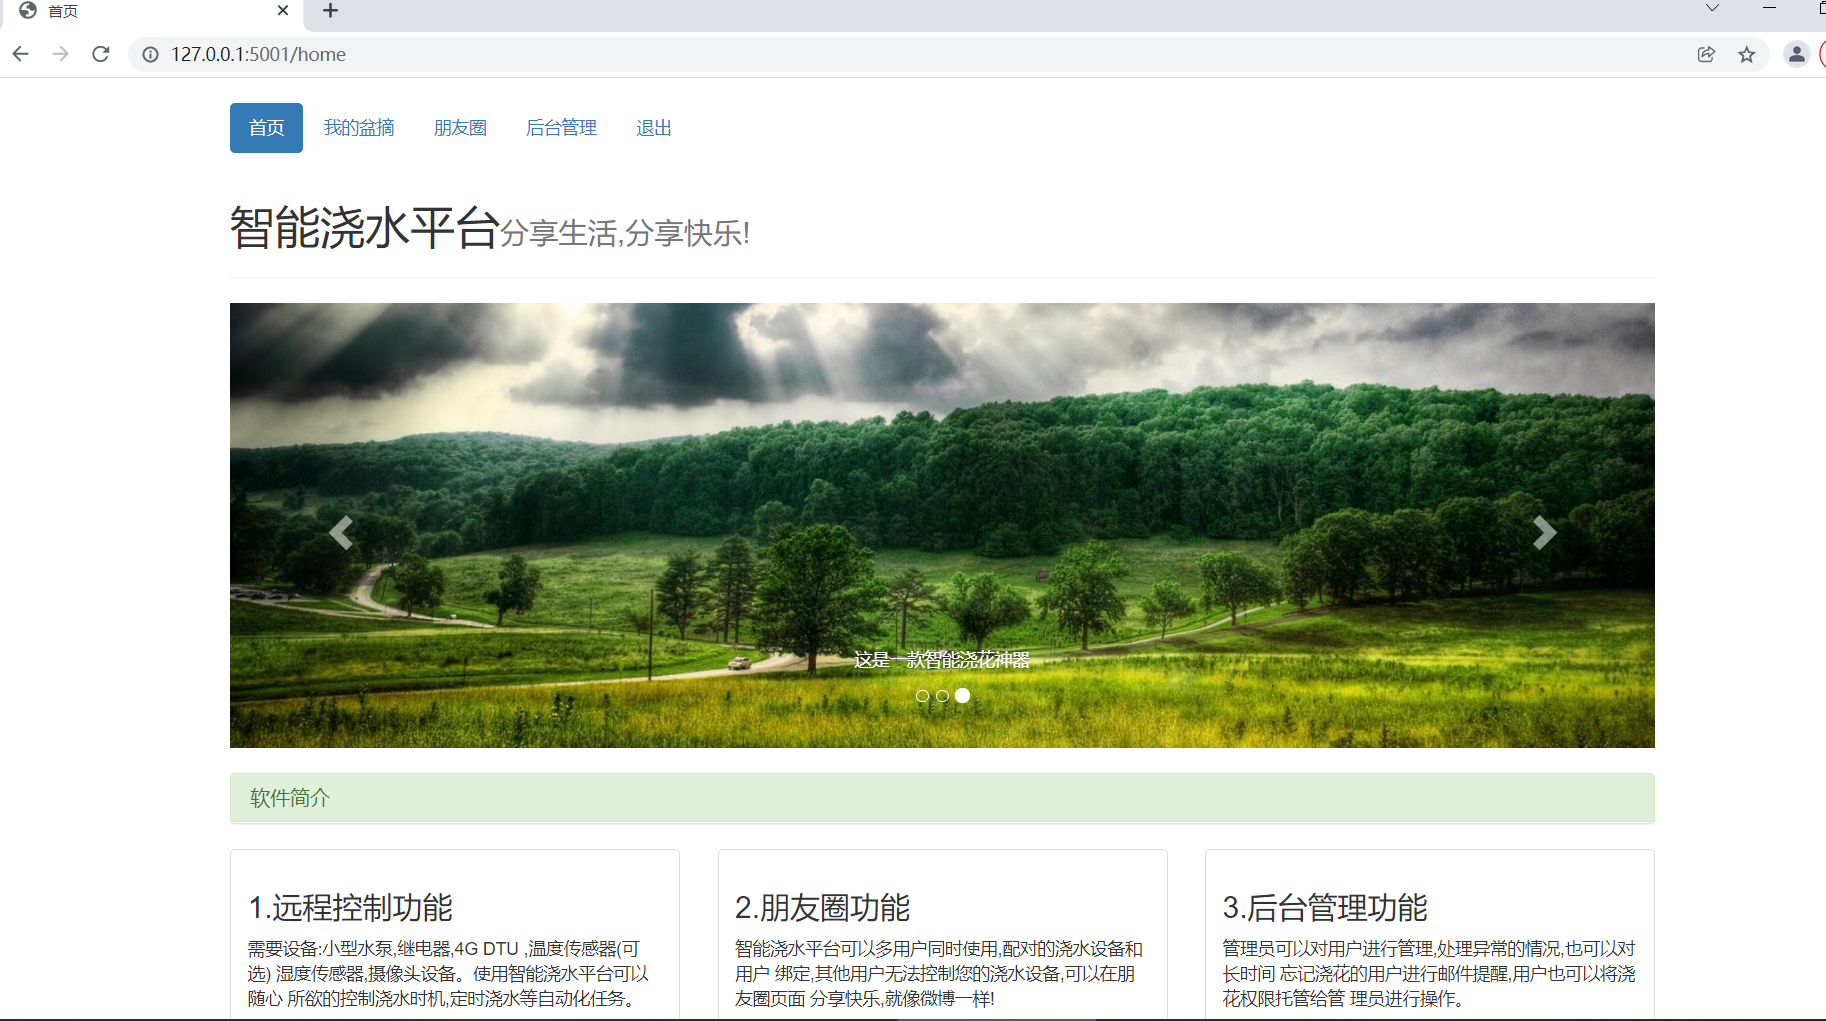 首页
127.0.0.1:5001/home
首页 我的盆摘 朋友圈 后台管理 退出
智能浇水平台分享生活,分享快乐!
这是一款智能浇花神器
软件简介
1.远程控制功能
需要设备:小型水泵,继电器,4G DTU ,温度传感器(可
选) 湿度传感器,摄像头设备。使用智能浇水平台可以
随心 所欲的控制浇水时机,定时浇水等自动化任务。
2.朋友圈功能
智能浇水平台可以多用户同时使用,配对的浇水设备和
用户 绑定,其他用户无法控制您的浇水设备,可以在朋
友圈页面 分享快乐,就像微博一样!
3.后台管理功能
管理员可以对用户进行管理,处理异常的情况,也可以对
长时间 忘记浇花的用户进行邮件提醒,用户也可以将浇
花权限托管给管 理员进行操作。